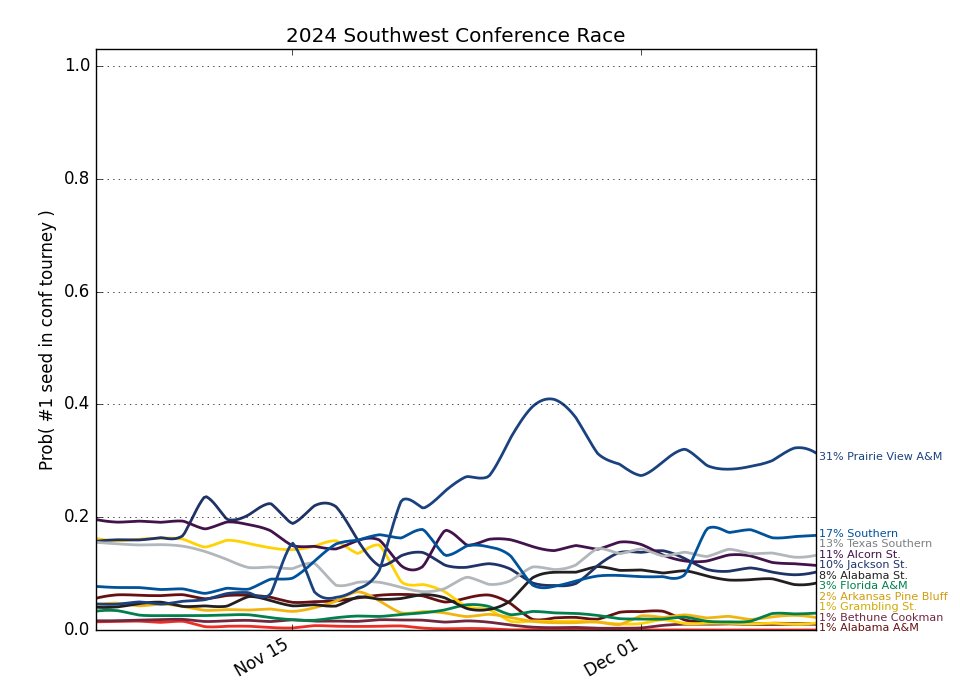 2024 Southwest Conference Race
Prob( #1 seed in conf tourney )
1.0
0.8
0.6
0.4
0.2
0.0
Nov 15
Dec 01
31% Prairie View A&M
17% Southern
13% Texas Southern
11% Alcorn St.
10% Jackson St.
8% Alabama St.
3% Florida A&M
2% Arkansas Pine Bluff
1% Grambling St.
1% Bethune Cookman
1% Alabama A&M